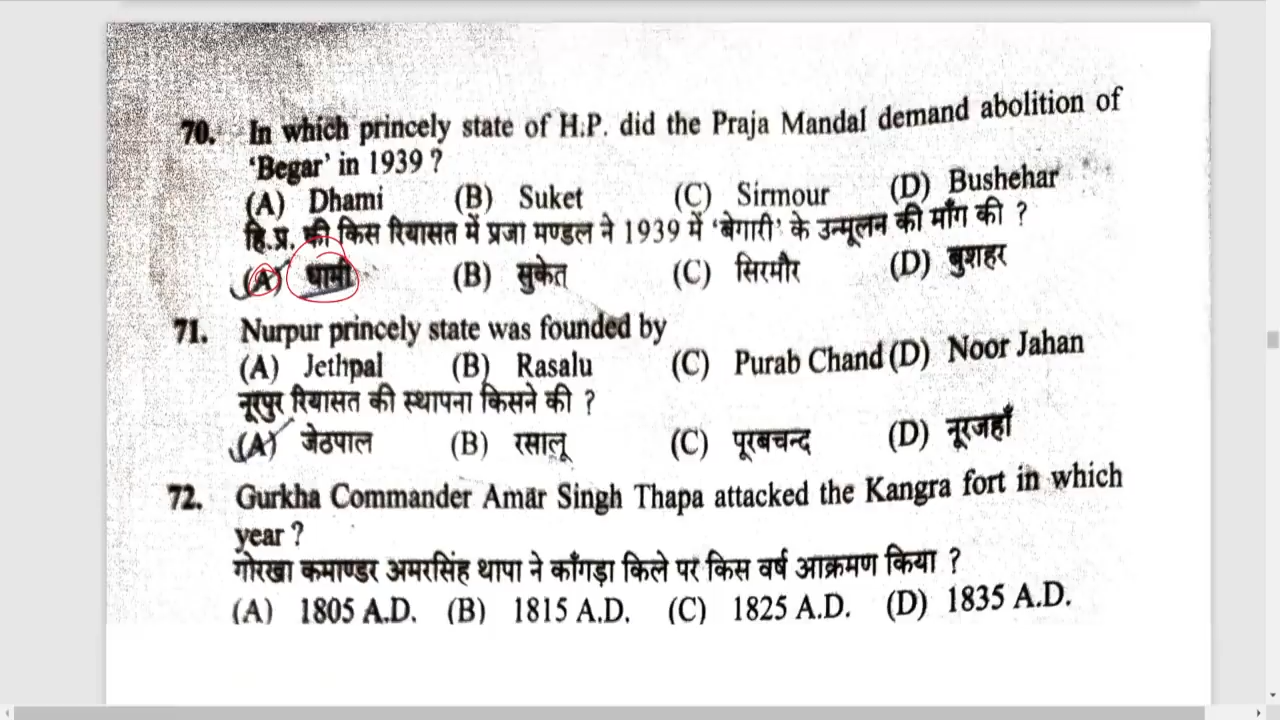 70. In which princely state of H.P. did the Praja Mandal demand abolition of
'Begar' in 1939 ?
(A) Dhami (B) Suket (C) Sirmour (D) Bushehar
हि.प्र. की किस रियासत में प्रजा मण्डल ने 1939 में 'बेगारी' के उन्मूलन की माँग की ?
(A) धामी (B) सुकेत (C) सिरमौर (D) बुशहर
71. Nurpur princely state was founded by
(A) Jethpal (B) Rasalu (C) Purab Chand (D) Noor Jahan
नूरपुर रियासत की स्थापना किसने की ?
(A) जेठपाल (B) रसालू (C) पूरबचन्द (D) नूरजहाँ
72. Gurkha Commander Amar Singh Thapa attacked the Kangra fort in which
year ?
गोरखा कमाण्डर अमरसिंह थापा ने काँगड़ा किले पर किस वर्ष आक्रमण किया ?
(A) 1805 A.D. (B) 1815 A.D. (C) 1825 A.D. (D) 1835 A.D.